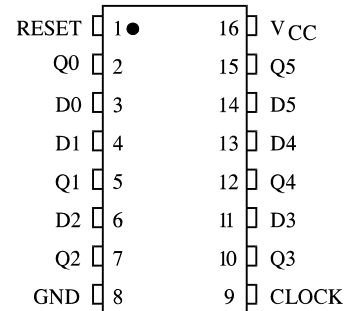 RESET 1 16 VCC
Q0 2 15 Q5
D0 3 14 D5
D1 4 13 D4
Q1 5 12 Q4
D2 6 11 D3
Q2 7 10 Q3
GND 8 9 CLOCK